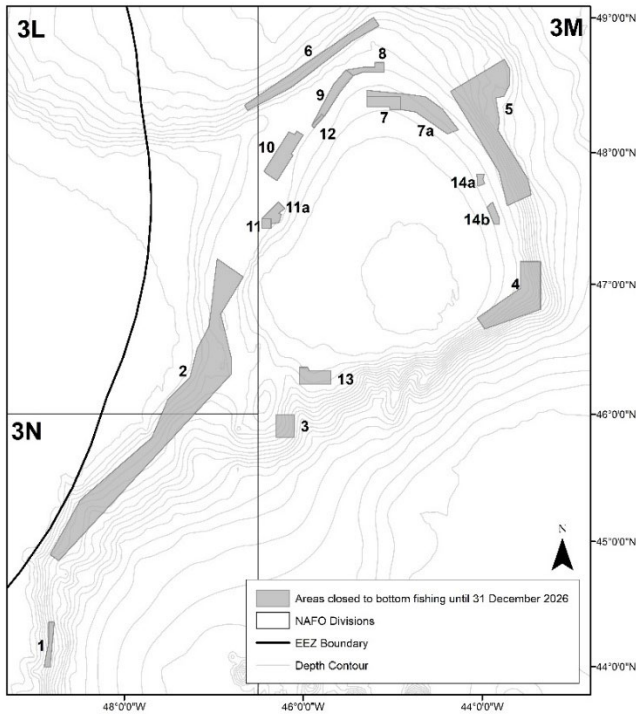 3L
3M
49°0'0"N
6
8
9
5
12
7
7a
10
48°0'0"N
14a
11a
11
14b
4
47°0'0"N
2
13
3N
3
46°0'0"N
45°0'0"N
N
Areas closed to bottom fishing until 31 December 2026
NAFO Divisions
EEZ Boundary
Depth Contour
1
44°0'0"N
48°0'0"W
46°0'0"W
44°0'0"W